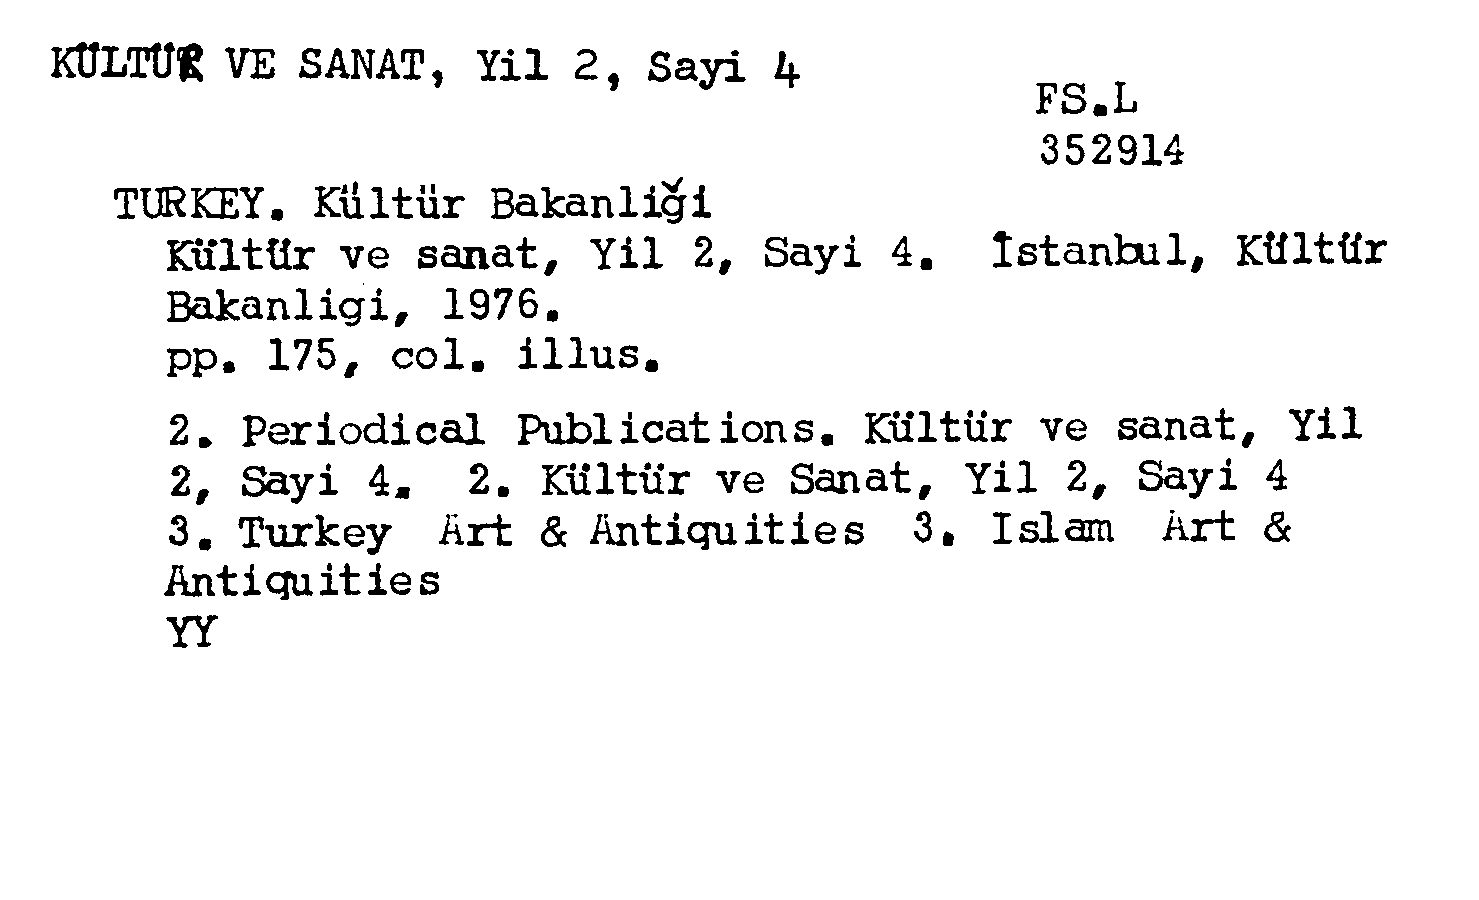 KÜLTÜR VE SANAT, Yil 2, Sayi 4
FS.L
352914
TURKEY. Kültür Bakanliği
Kültür ve sanat, Yil 2, Sayi 4. İstanbul, Kültür
Bakanligi, 1976.
pp. 175, col. illus.
2. Periodical Publications. Kültür ve sanat, Yil
2, Sayi 4. 2. Kültür ve Sanat, Yil 2, Sayi 4
3. Turkey Art & Antiquities 3. Islam Art &
Antiquities
YY